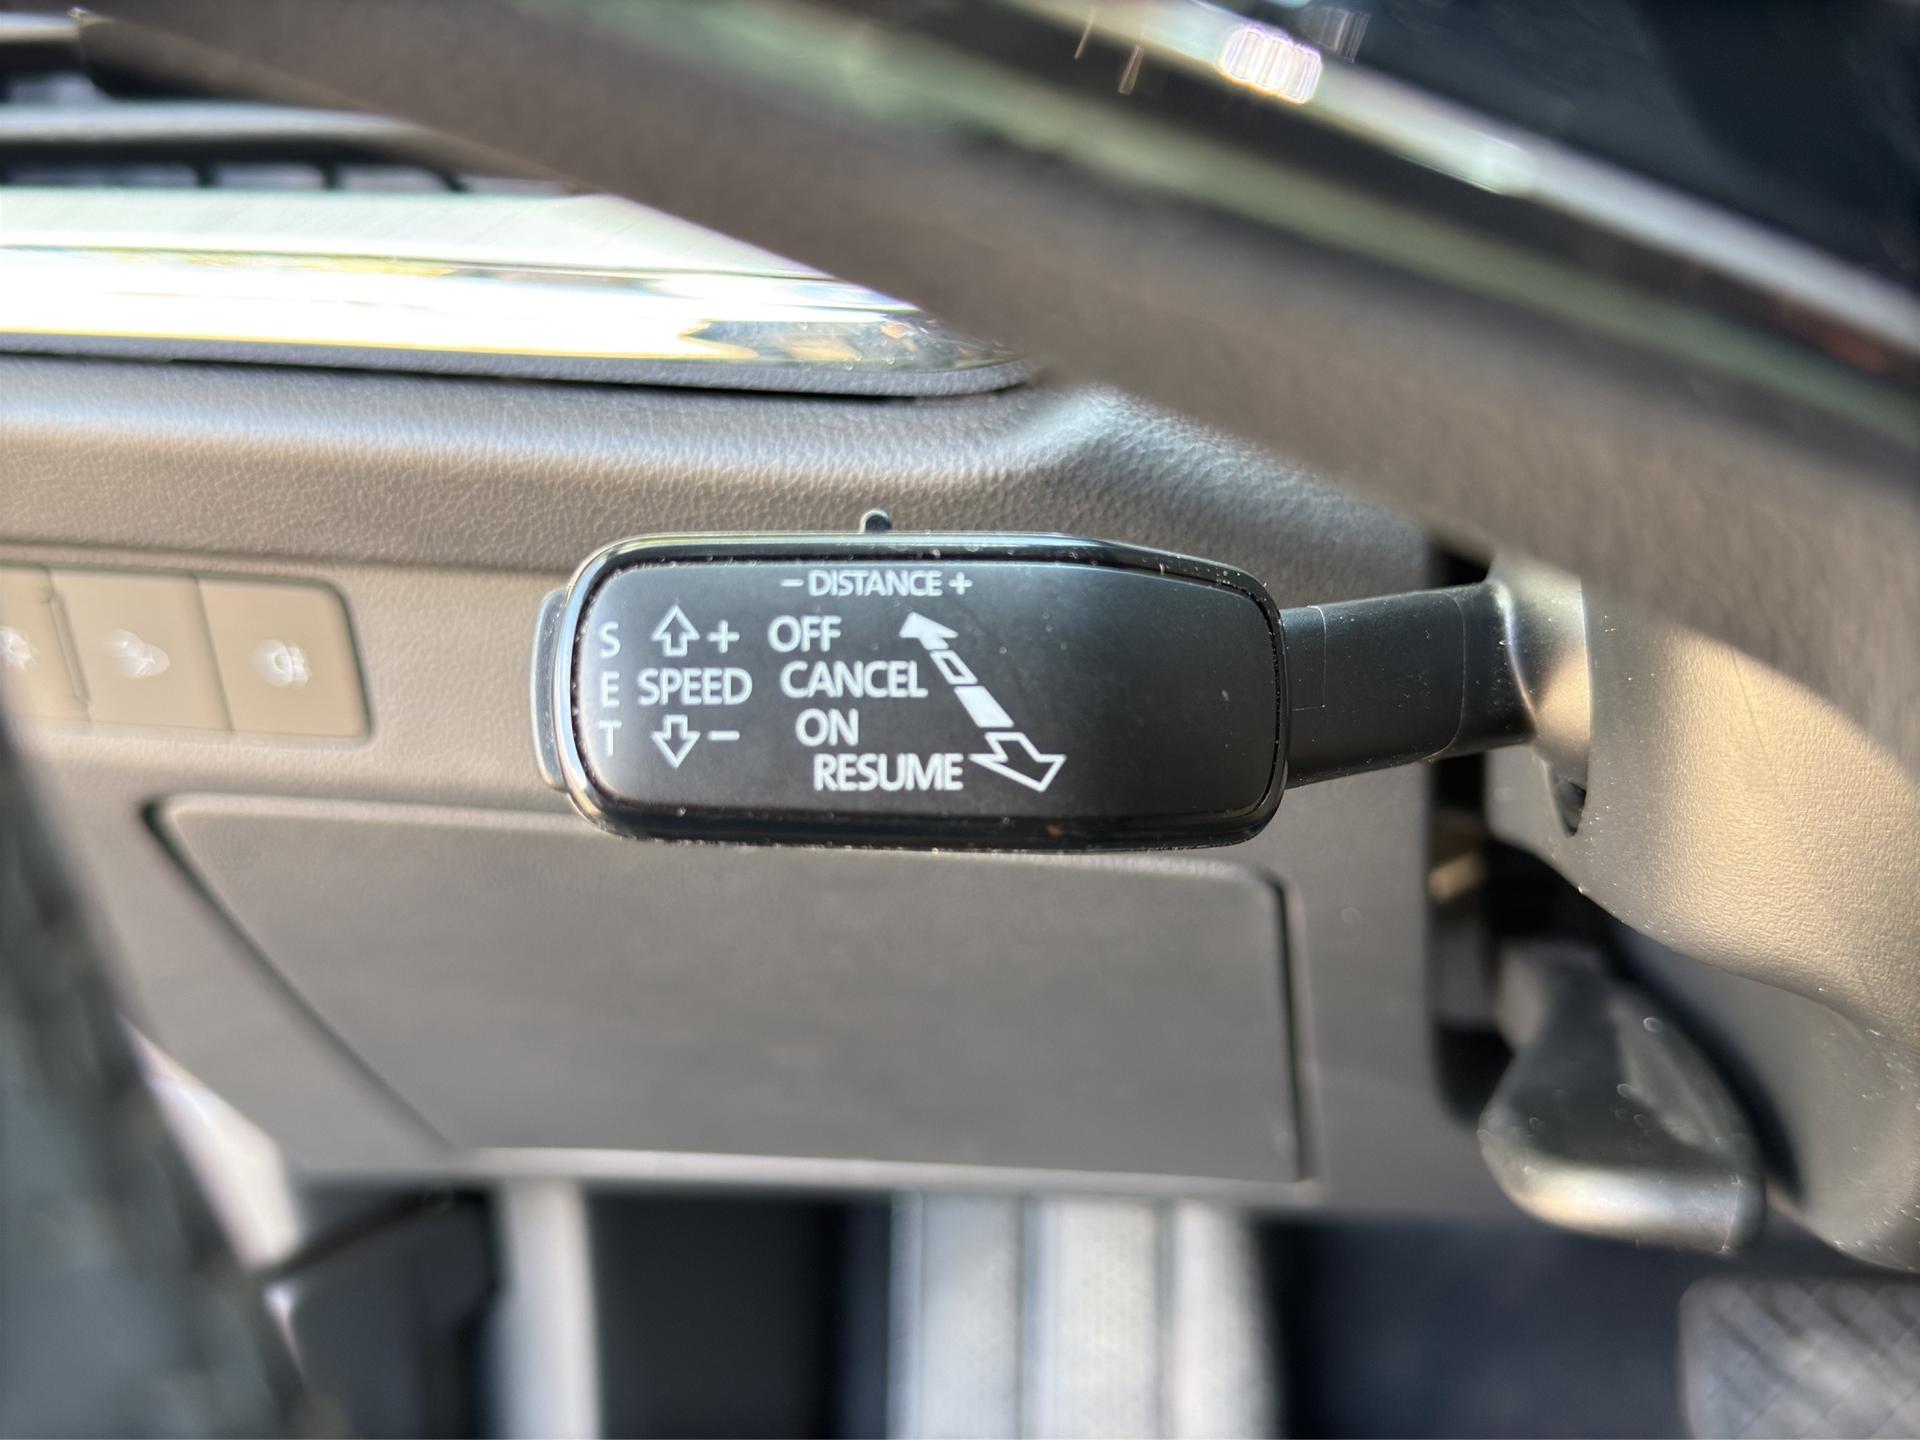 − DISTANCE +
S + OFF
E SPEED CANCEL
T − ON
RESUME